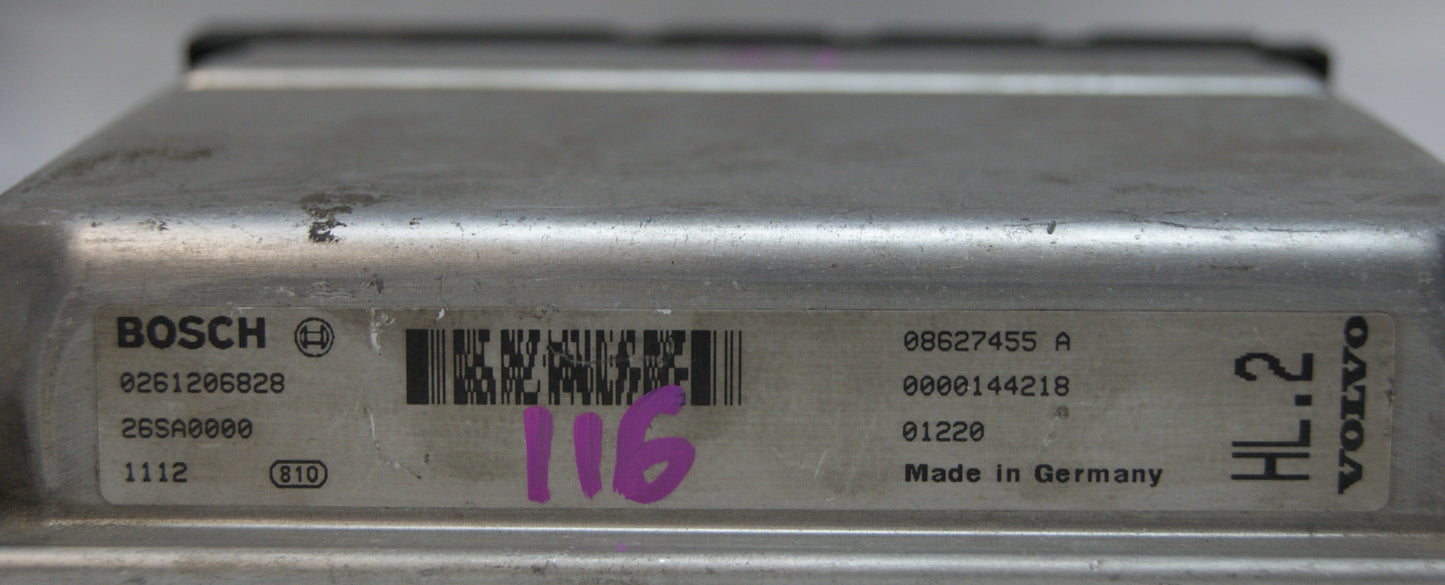 BOSCH
0261206828
26SA0000
1112 810
116
08627455 A
0000144218
01220
Made in Germany
HL.2
VOLVO